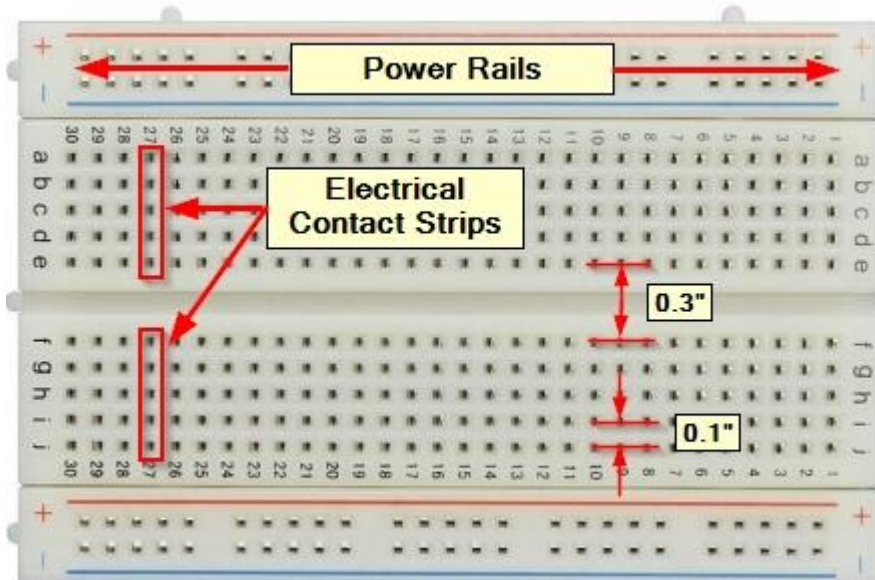 + +
Power Rails
- -
30 29 28 27 26 25 24 23 22 21 20 19 18 17 16 15 14 13 12 11 10 9 8 7 6 5 4 3 2 1
a a
b b
Electrical
c c
Contact Strips
d d
e e
0.3"
f f
g g
h h
i i
0.1"
j j
30 29 28 27 26 25 24 23 22 21 20 19 18 17 16 15 14 13 12 11 10 9 8 7 6 5 4 3 2 1
+ +
- -